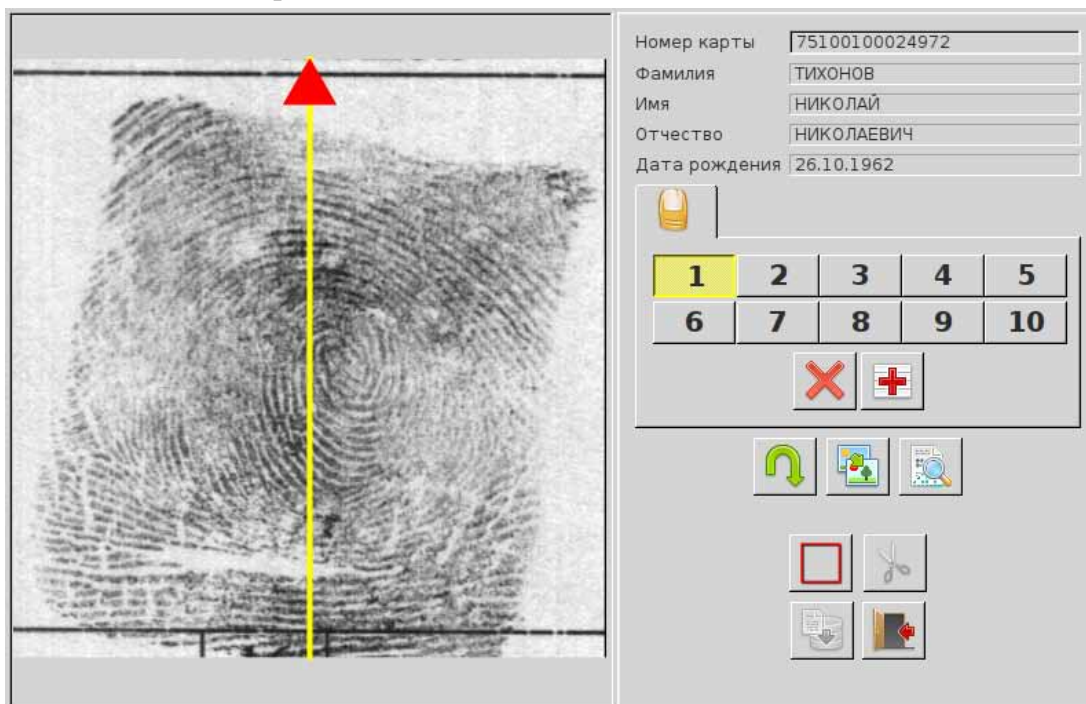 Номер карты 75100100024972
Фамилия ТИХОНОВ
Имя НИКОЛАЙ
Отчество НИКОЛАЕВИЧ
Дата рождения 26.10.1962
1 2 3 4 5
6 7 8 9 10